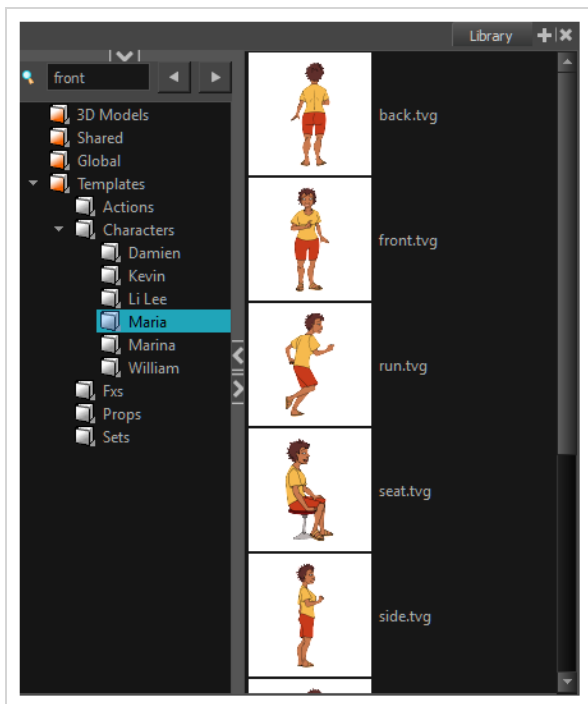 Library
front
3D Models
Shared
Global
Templates
Actions
Characters
Damien
Kevin
Li Lee
Maria
Marina
William
Fxs
Props
Sets
back.tvg
front.tvg
run.tvg
seat.tvg
side.tvg